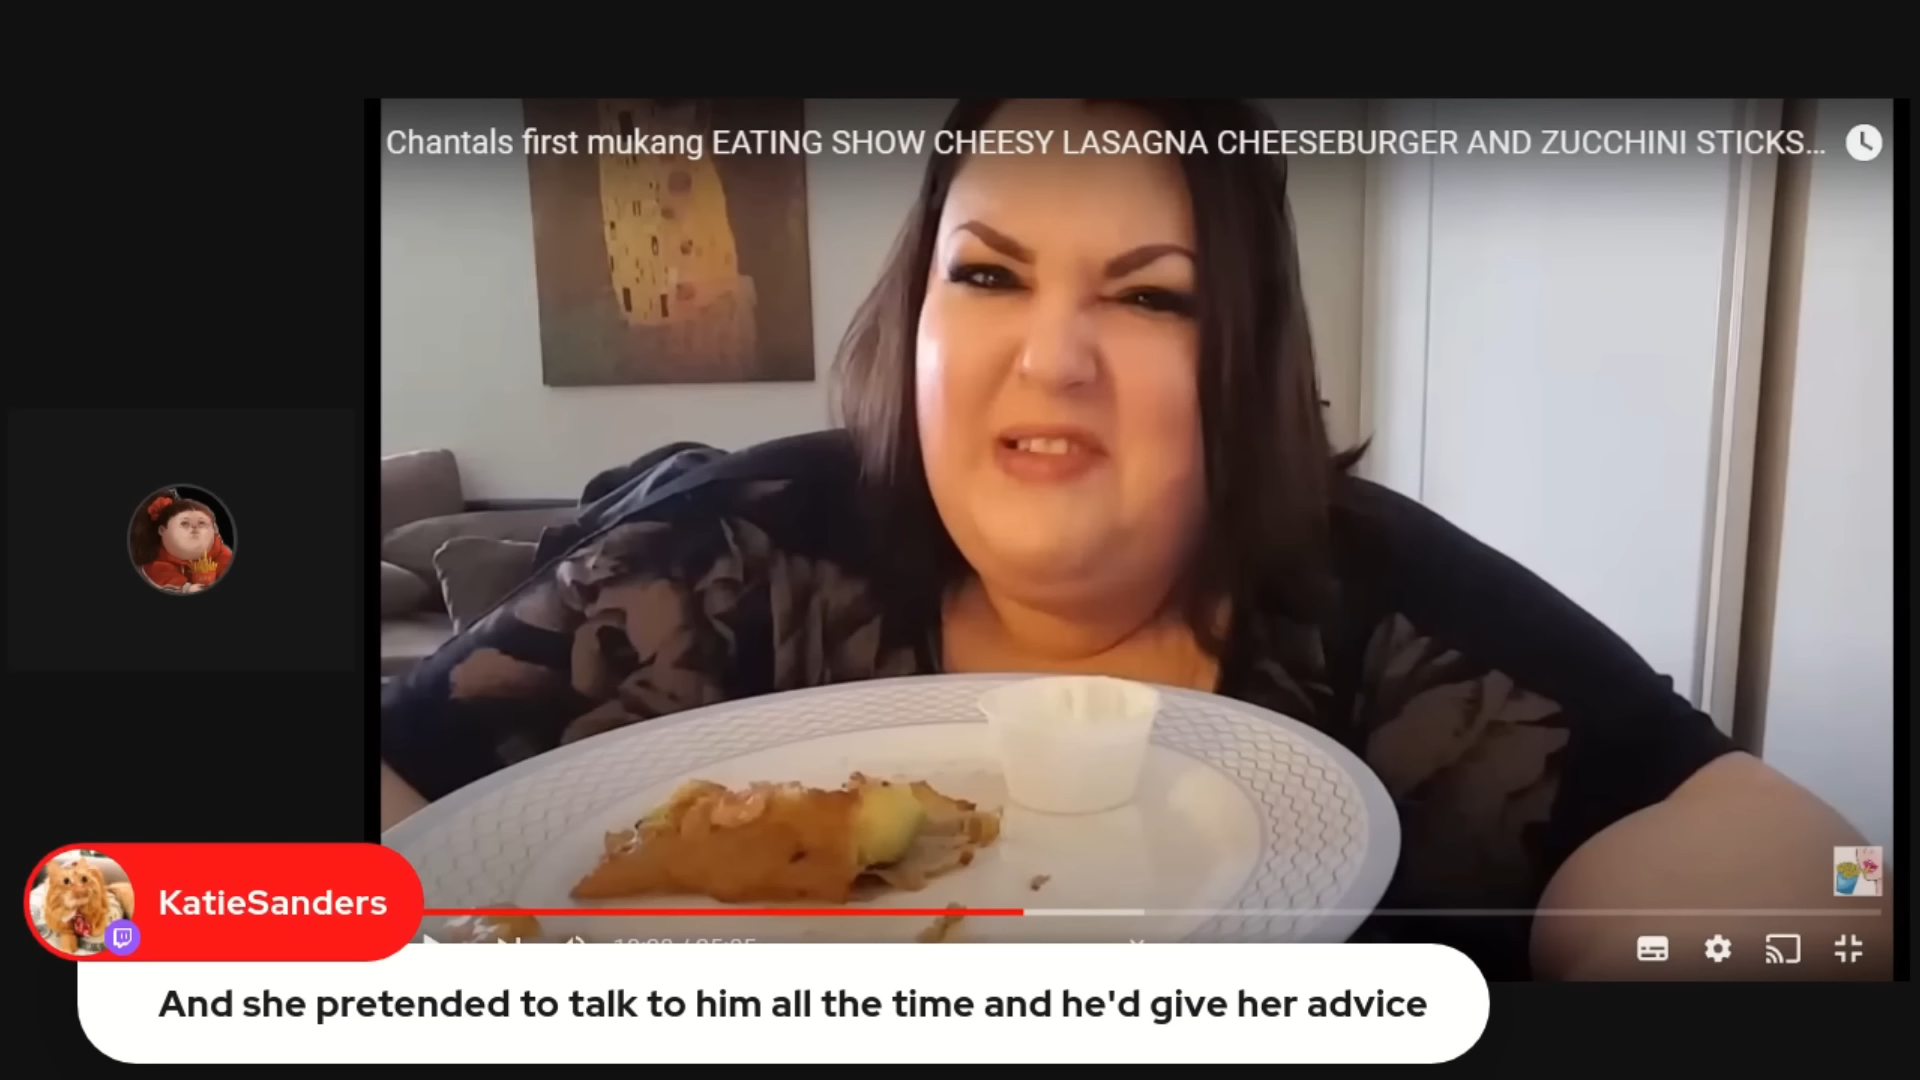 Chantals first mukang EATING SHOW CHEESY LASAGNA CHEESEBURGER AND ZUCCHINI STICKS...
KatieSanders
And she pretended to talk to him all the time and he'd give her advice